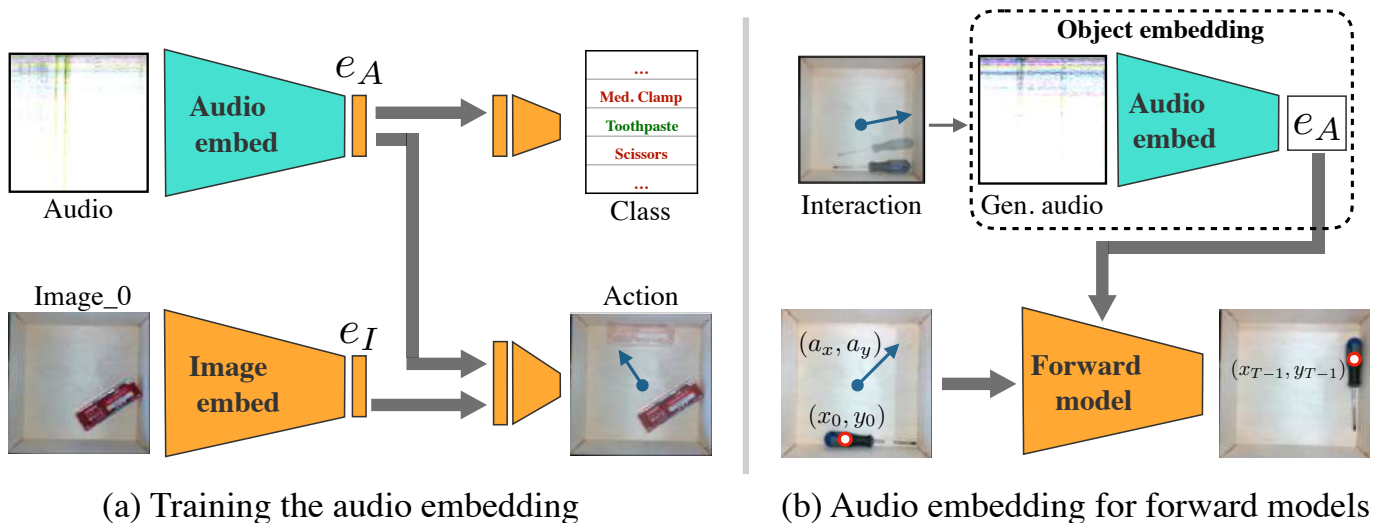 Audio
embed
e_A
...
Med. Clamp
Toothpaste
Scissors
...
Audio
Class
Image_0
Image
embed
e_I
Action
(a) Training the audio embedding
Object embedding
Audio
embed
e_A
Interaction
Gen. audio
(a_x, a_y)
(x_0, y_0)
Forward
model
(x_{T−1}, y_{T−1})
(b) Audio embedding for forward models